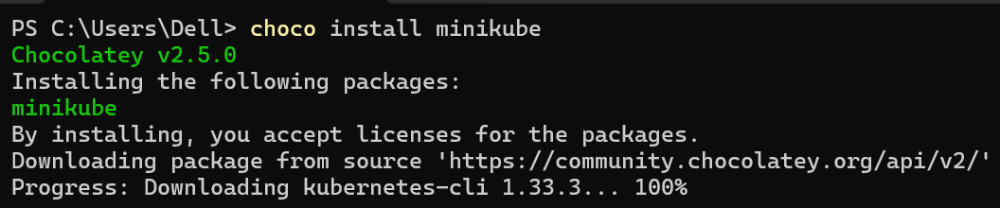 PS C:\Users\Dell> choco install minikube
Chocolatey v2.5.0
Installing the following packages:
minikube
By installing, you accept licenses for the packages.
Downloading package from source 'https://community.chocolatey.org/api/v2/'
Progress: Downloading kubernetes-cli 1.33.3... 100%